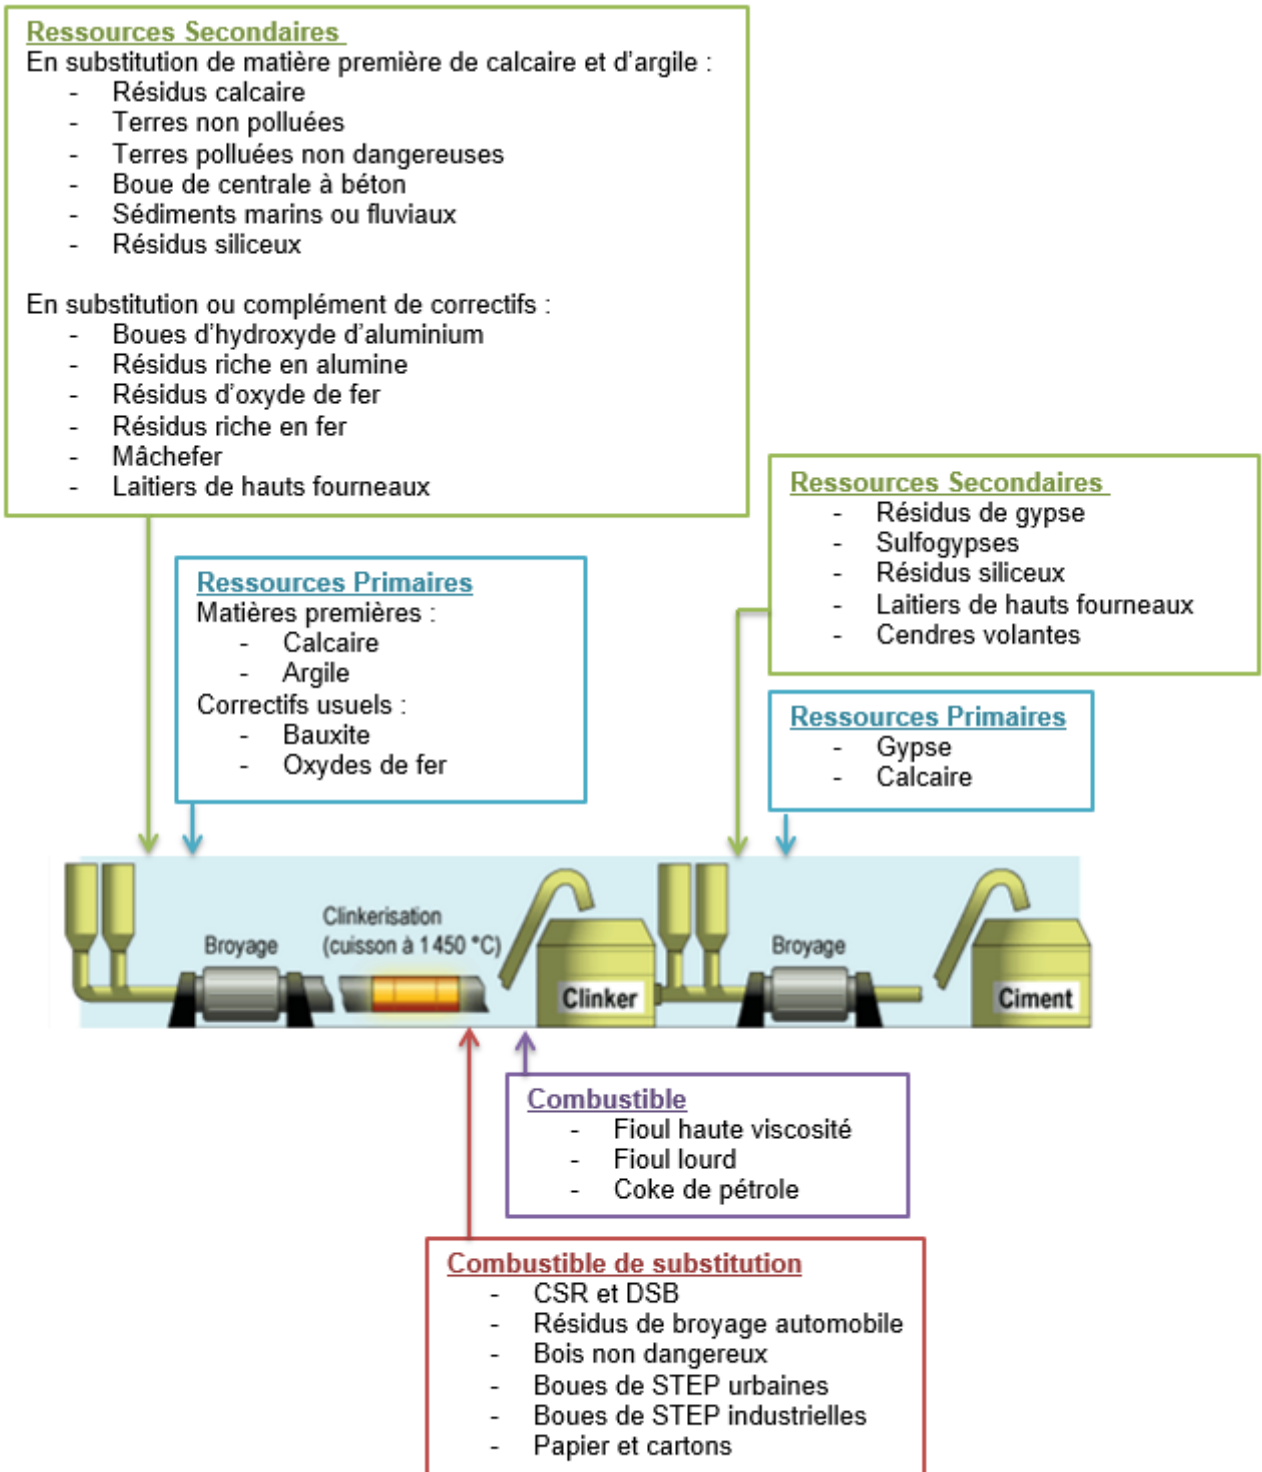 Ressources Secondaires
En substitution de matière première de calcaire et d'argile :
- Résidus calcaire
- Terres non polluées
- Terres polluées non dangereuses
- Boue de centrale à béton
- Sédiments marins ou fluviaux
- Résidus siliceux
En substitution ou complément de correctifs :
- Boues d'hydroxyde d'aluminium
- Résidus riche en alumine
- Résidus d'oxyde de fer
- Résidus riche en fer
- Mâchefer
- Laitiers de hauts fourneaux
Ressources Primaires
Matières premières :
- Calcaire
- Argile
Correctifs usuels :
- Bauxite
- Oxydes de fer
Ressources Secondaires
- Résidus de gypse
- Sulfogypses
- Résidus siliceux
- Laitiers de hauts fourneaux
- Cendres volantes
Ressources Primaires
- Gypse
- Calcaire
Broyage
Clinkerisation
(cuisson à 1 450 °C)
Clinker
Broyage
Ciment
Combustible
- Fioul haute viscosité
- Fioul lourd
- Coke de pétrole
Combustible de substitution
- CSR et DSB
- Résidus de broyage automobile
- Bois non dangereux
- Boues de STEP urbaines
- Boues de STEP industrielles
- Papier et cartons